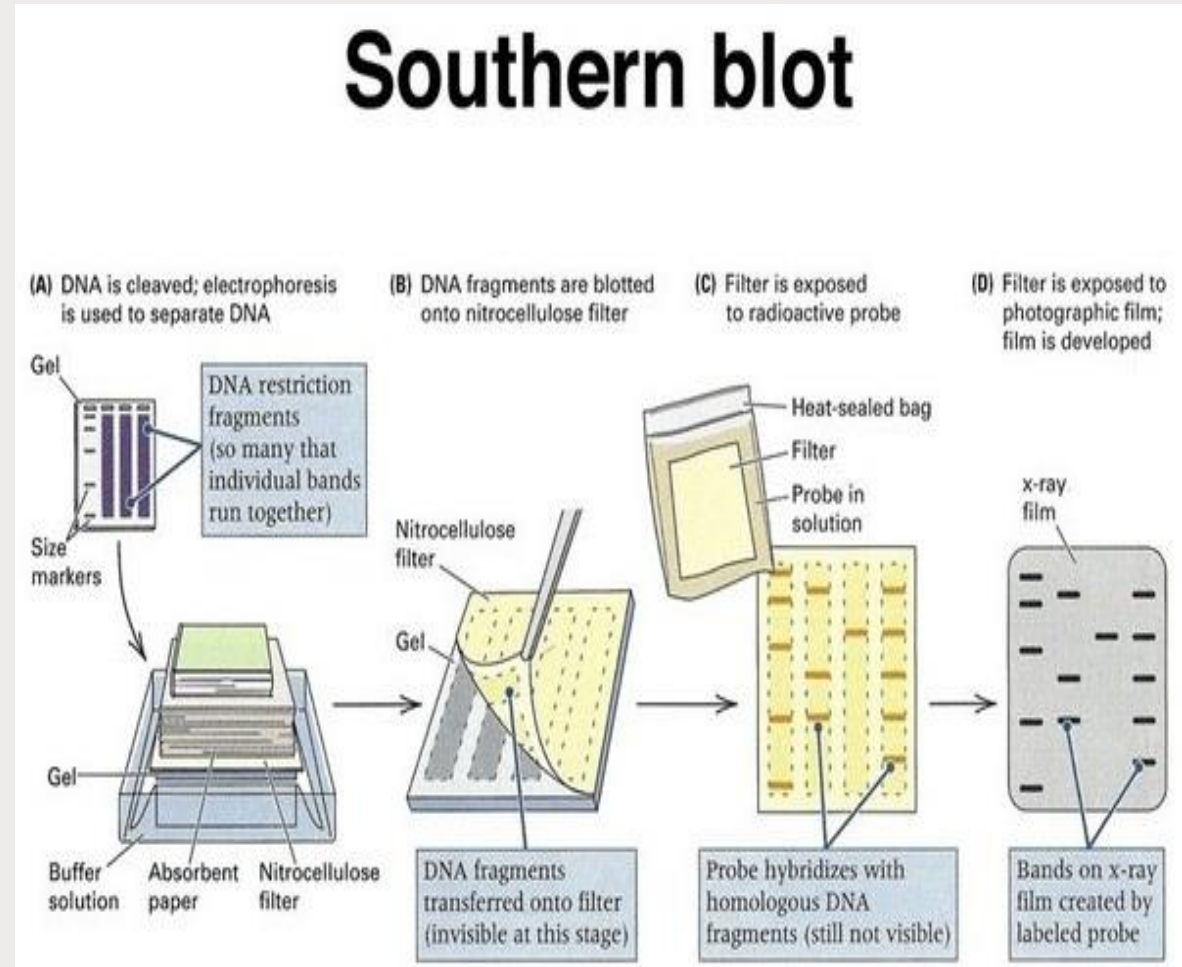 Southern blot
(A) DNA is cleaved; electrophoresis
is used to separate DNA
Gel
DNA restriction
fragments
(so many that
individual bands
run together)
Size
markers
Gel
Buffer
solution
Absorbent
paper
Nitrocellulose
filter
(B) DNA fragments are blotted
onto nitrocellulose filter
Nitrocellulose
filter
Gel
DNA fragments
transferred onto filter
(invisible at this stage)
(C) Filter is exposed
to radioactive probe
Heat-sealed bag
Filter
Probe in
solution
Probe hybridizes with
homologous DNA
fragments (still not visible)
(D) Filter is exposed to
photographic film;
film is developed
x-ray
film
Bands on x-ray
film created by
labeled probe